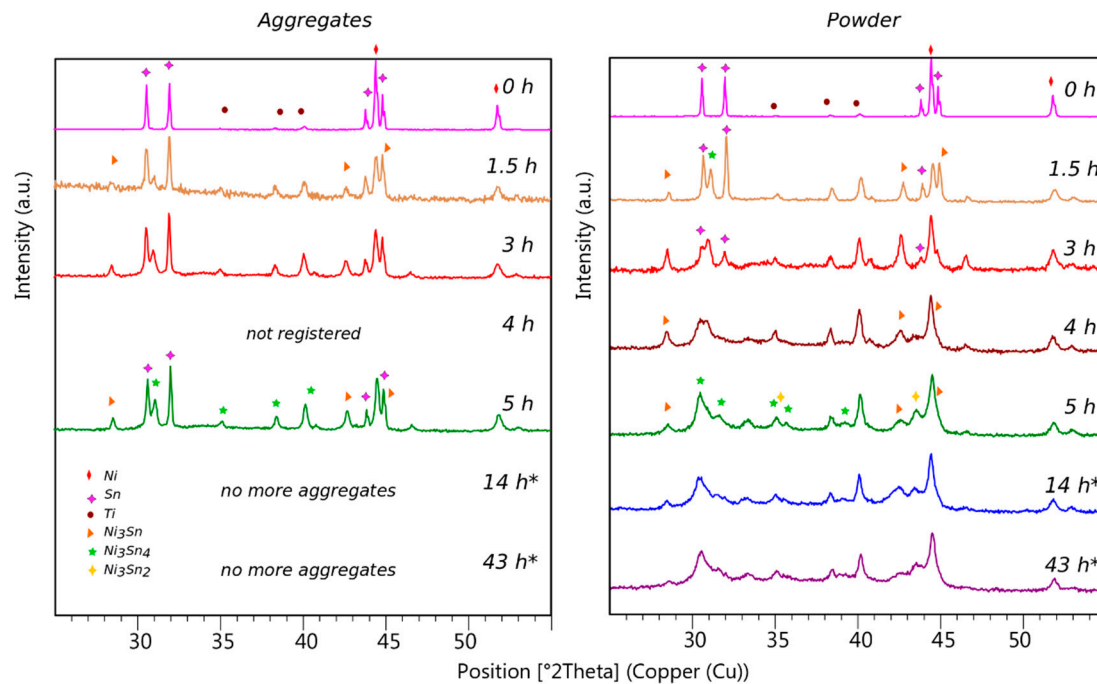 Aggregates
Powder
Intensity (a.u.)
0 h
1.5 h
3 h
not registered
4 h
5 h
no more aggregates
14 h*
no more aggregates
43 h*
Ni
Sn
Ti
Ni₃Sn
Ni₃Sn₄
Ni₃Sn₂
30 35 40 45 50
Intensity (a.u.)
0 h
1.5 h
3 h
4 h
5 h
14 h*
43 h*
30 35 40 45 50
Position [°2Theta] (Copper (Cu))